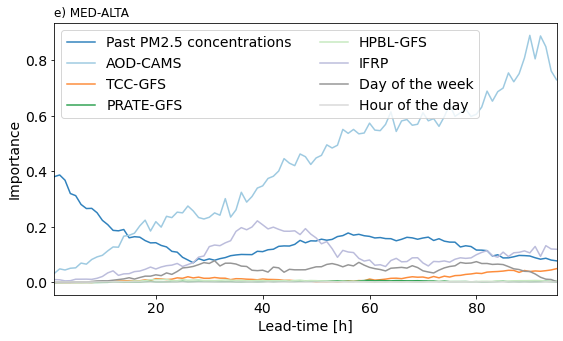 e) MED-ALTA
Past PM2.5 concentrations
AOD-CAMS
TCC-GFS
PRATE-GFS
HPBL-GFS
IFRP
Day of the week
Hour of the day
Importance
0.8
0.6
0.4
0.2
0.0
20
40
60
80
Lead-time [h]